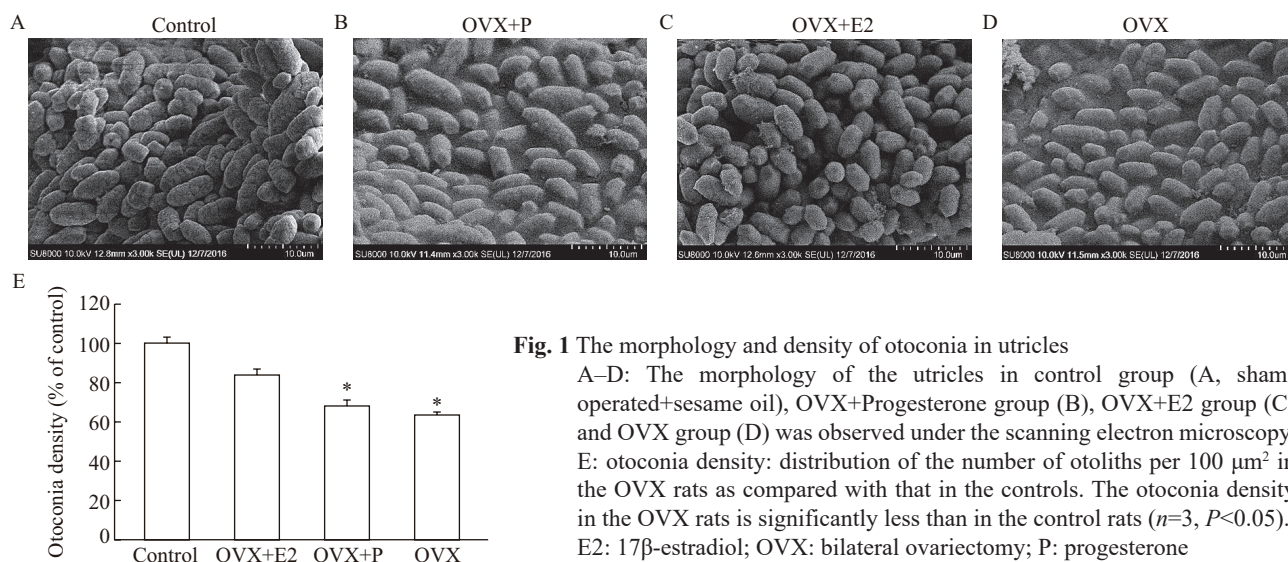 A Control B OVX+P C OVX+E2 D OVX
SU8000 10.0kV 12.8mm x3.00k SE(UL) 12/7/2016 10.0um
SU8000 10.0kV 11.4mm x3.00k SE(UL) 12/7/2016 10.0um
SU8000 10.0kV 12.6mm x3.00k SE(UL) 12/7/2016 10.0um
SU8000 10.0kV 11.5mm x3.00k SE(UL) 12/7/2016 10.0um
E
Otoconia density (% of control)
120
100
80
60
40
20
0
* *
Control OVX+E2 OVX+P OVX
Fig. 1 The morphology and density of otoconia in utricles
A–D: The morphology of the utricles in control group (A, sham
operated+sesame oil), OVX+Progesterone group (B), OVX+E2 group (C)
and OVX group (D) was observed under the scanning electron microscopy
E: otoconia density: distribution of the number of otoliths per 100 μm² in
the OVX rats as compared with that in the controls. The otoconia density
in the OVX rats is significantly less than in the control rats (n=3, P<0.05).
E2: 17β-estradiol; OVX: bilateral ovariectomy; P: progesterone